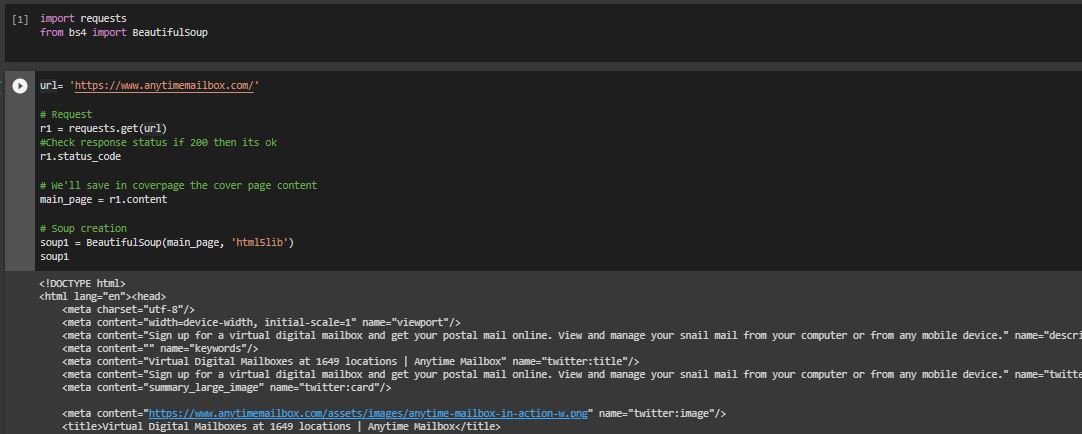 [1] import requests
from bs4 import BeautifulSoup
url= 'https://www.anytimemailbox.com/'
# Request
r1 = requests.get(url)
#Check response status if 200 then its ok
r1.status_code
# We'll save in coverpage the cover page content
main_page = r1.content
# Soup creation
soup1 = BeautifulSoup(main_page, 'html5lib')
soup1
<!DOCTYPE html>
<html lang="en"><head>
<meta charset="utf-8"/>
<meta content="width=device-width, initial-scale=1" name="viewport"/>
<meta content="Sign up for a virtual digital mailbox and get your postal mail online. View and manage your snail mail from your computer or from any mobile device." name="descri
<meta content="" name="keywords"/>
<meta content="Virtual Digital Mailboxes at 1649 locations | Anytime Mailbox" name="twitter:title"/>
<meta content="Sign up for a virtual digital mailbox and get your postal mail online. View and manage your snail mail from your computer or from any mobile device." name="twitte
<meta content="summary_large_image" name="twitter:card"/>
<meta content="https://www.anytimemailbox.com/assets/images/anytime-mailbox-in-action-w.png" name="twitter:image"/>
<title>Virtual Digital Mailboxes at 1649 locations | Anytime Mailbox</title>